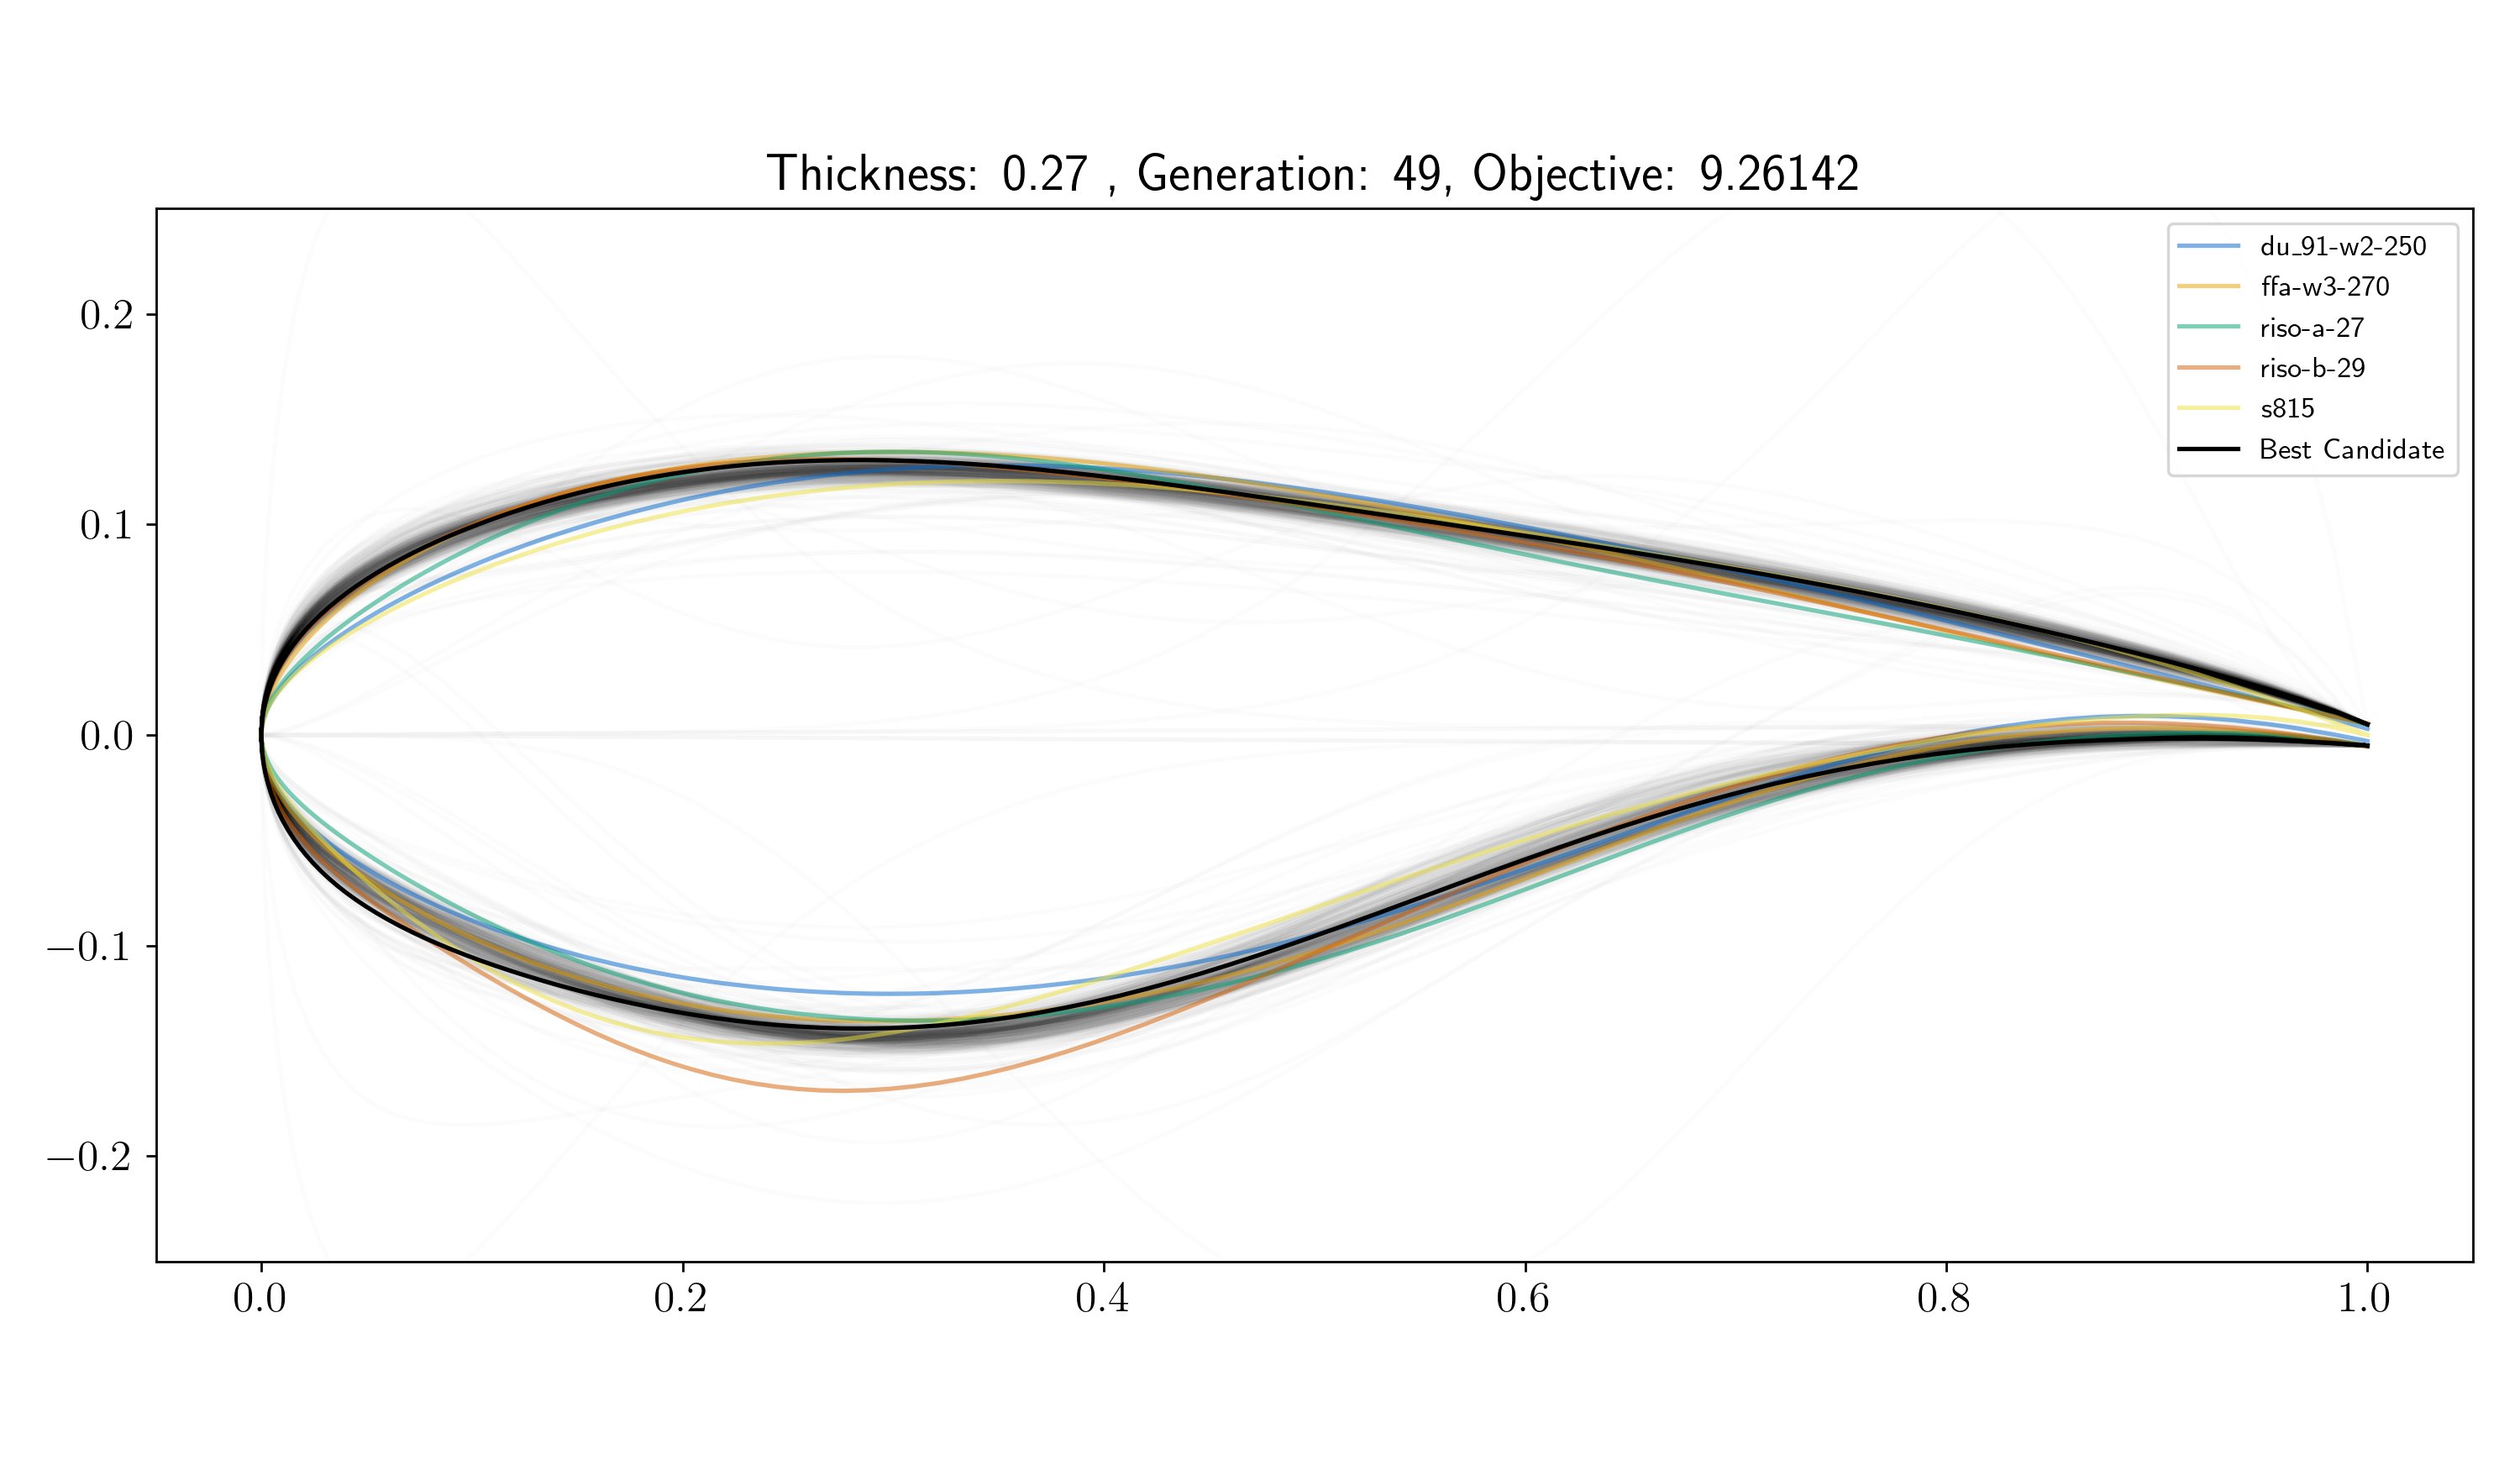 Thickness: 0.27 , Generation: 49, Objective: 9.26142
du_91-w2-250
ffa-w3-270
riso-a-27
riso-b-29
s815
Best Candidate
0.2
0.1
0.0
−0.1
−0.2
0.0 0.2 0.4 0.6 0.8 1.0